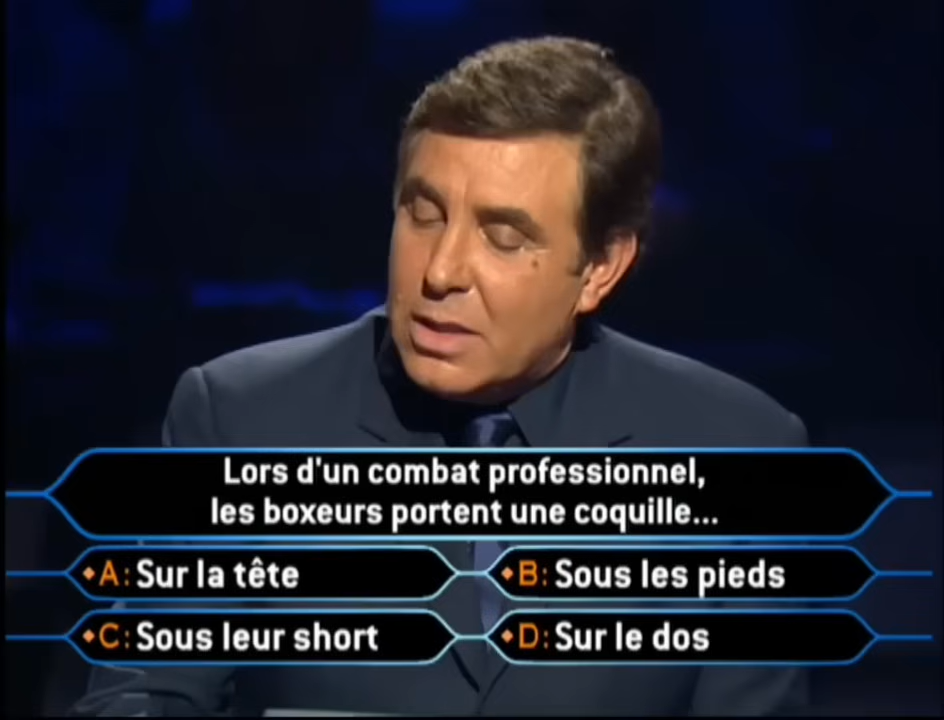 Lors d'un combat professionnel,
les boxeurs portent une coquille...
A: Sur la tête
B: Sous les pieds
C: Sous leur short
D: Sur le dos